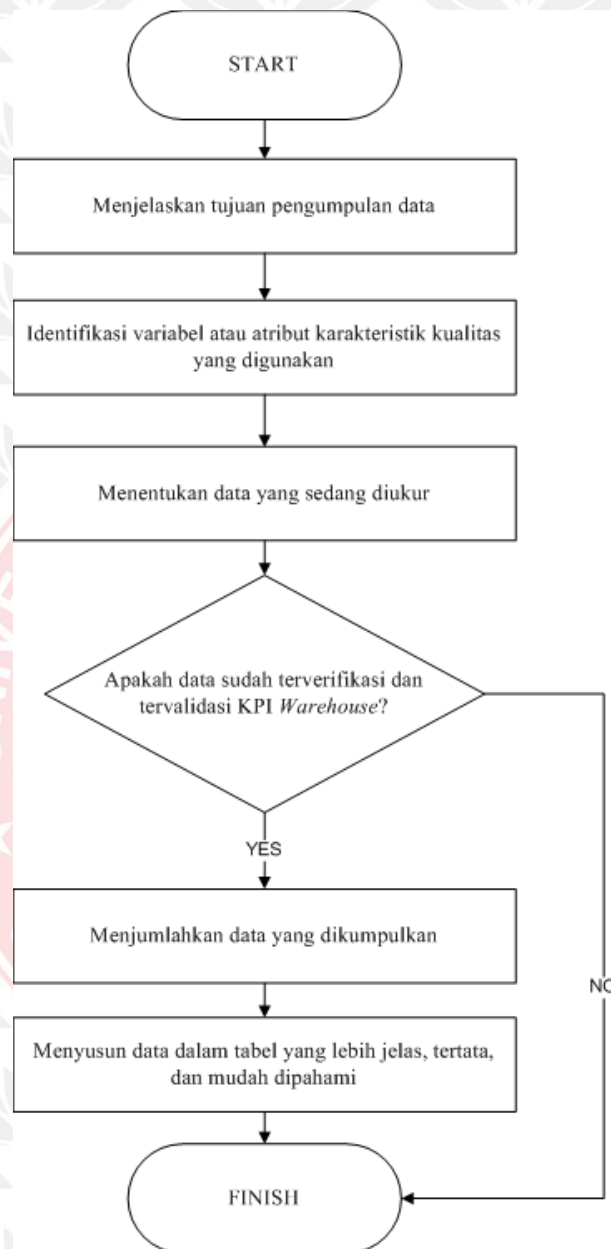 START
Menjelaskan tujuan pengumpulan data
Identifikasi variabel atau atribut karakteristik kualitas
yang digunakan
Menentukan data yang sedang diukur
Apakah data sudah terverifikasi dan
tervalidasi KPI Warehouse?
YES
Menjumlahkan data yang dikumpulkan
NO
Menyusun data dalam tabel yang lebih jelas, tertata,
dan mudah dipahami
FINISH